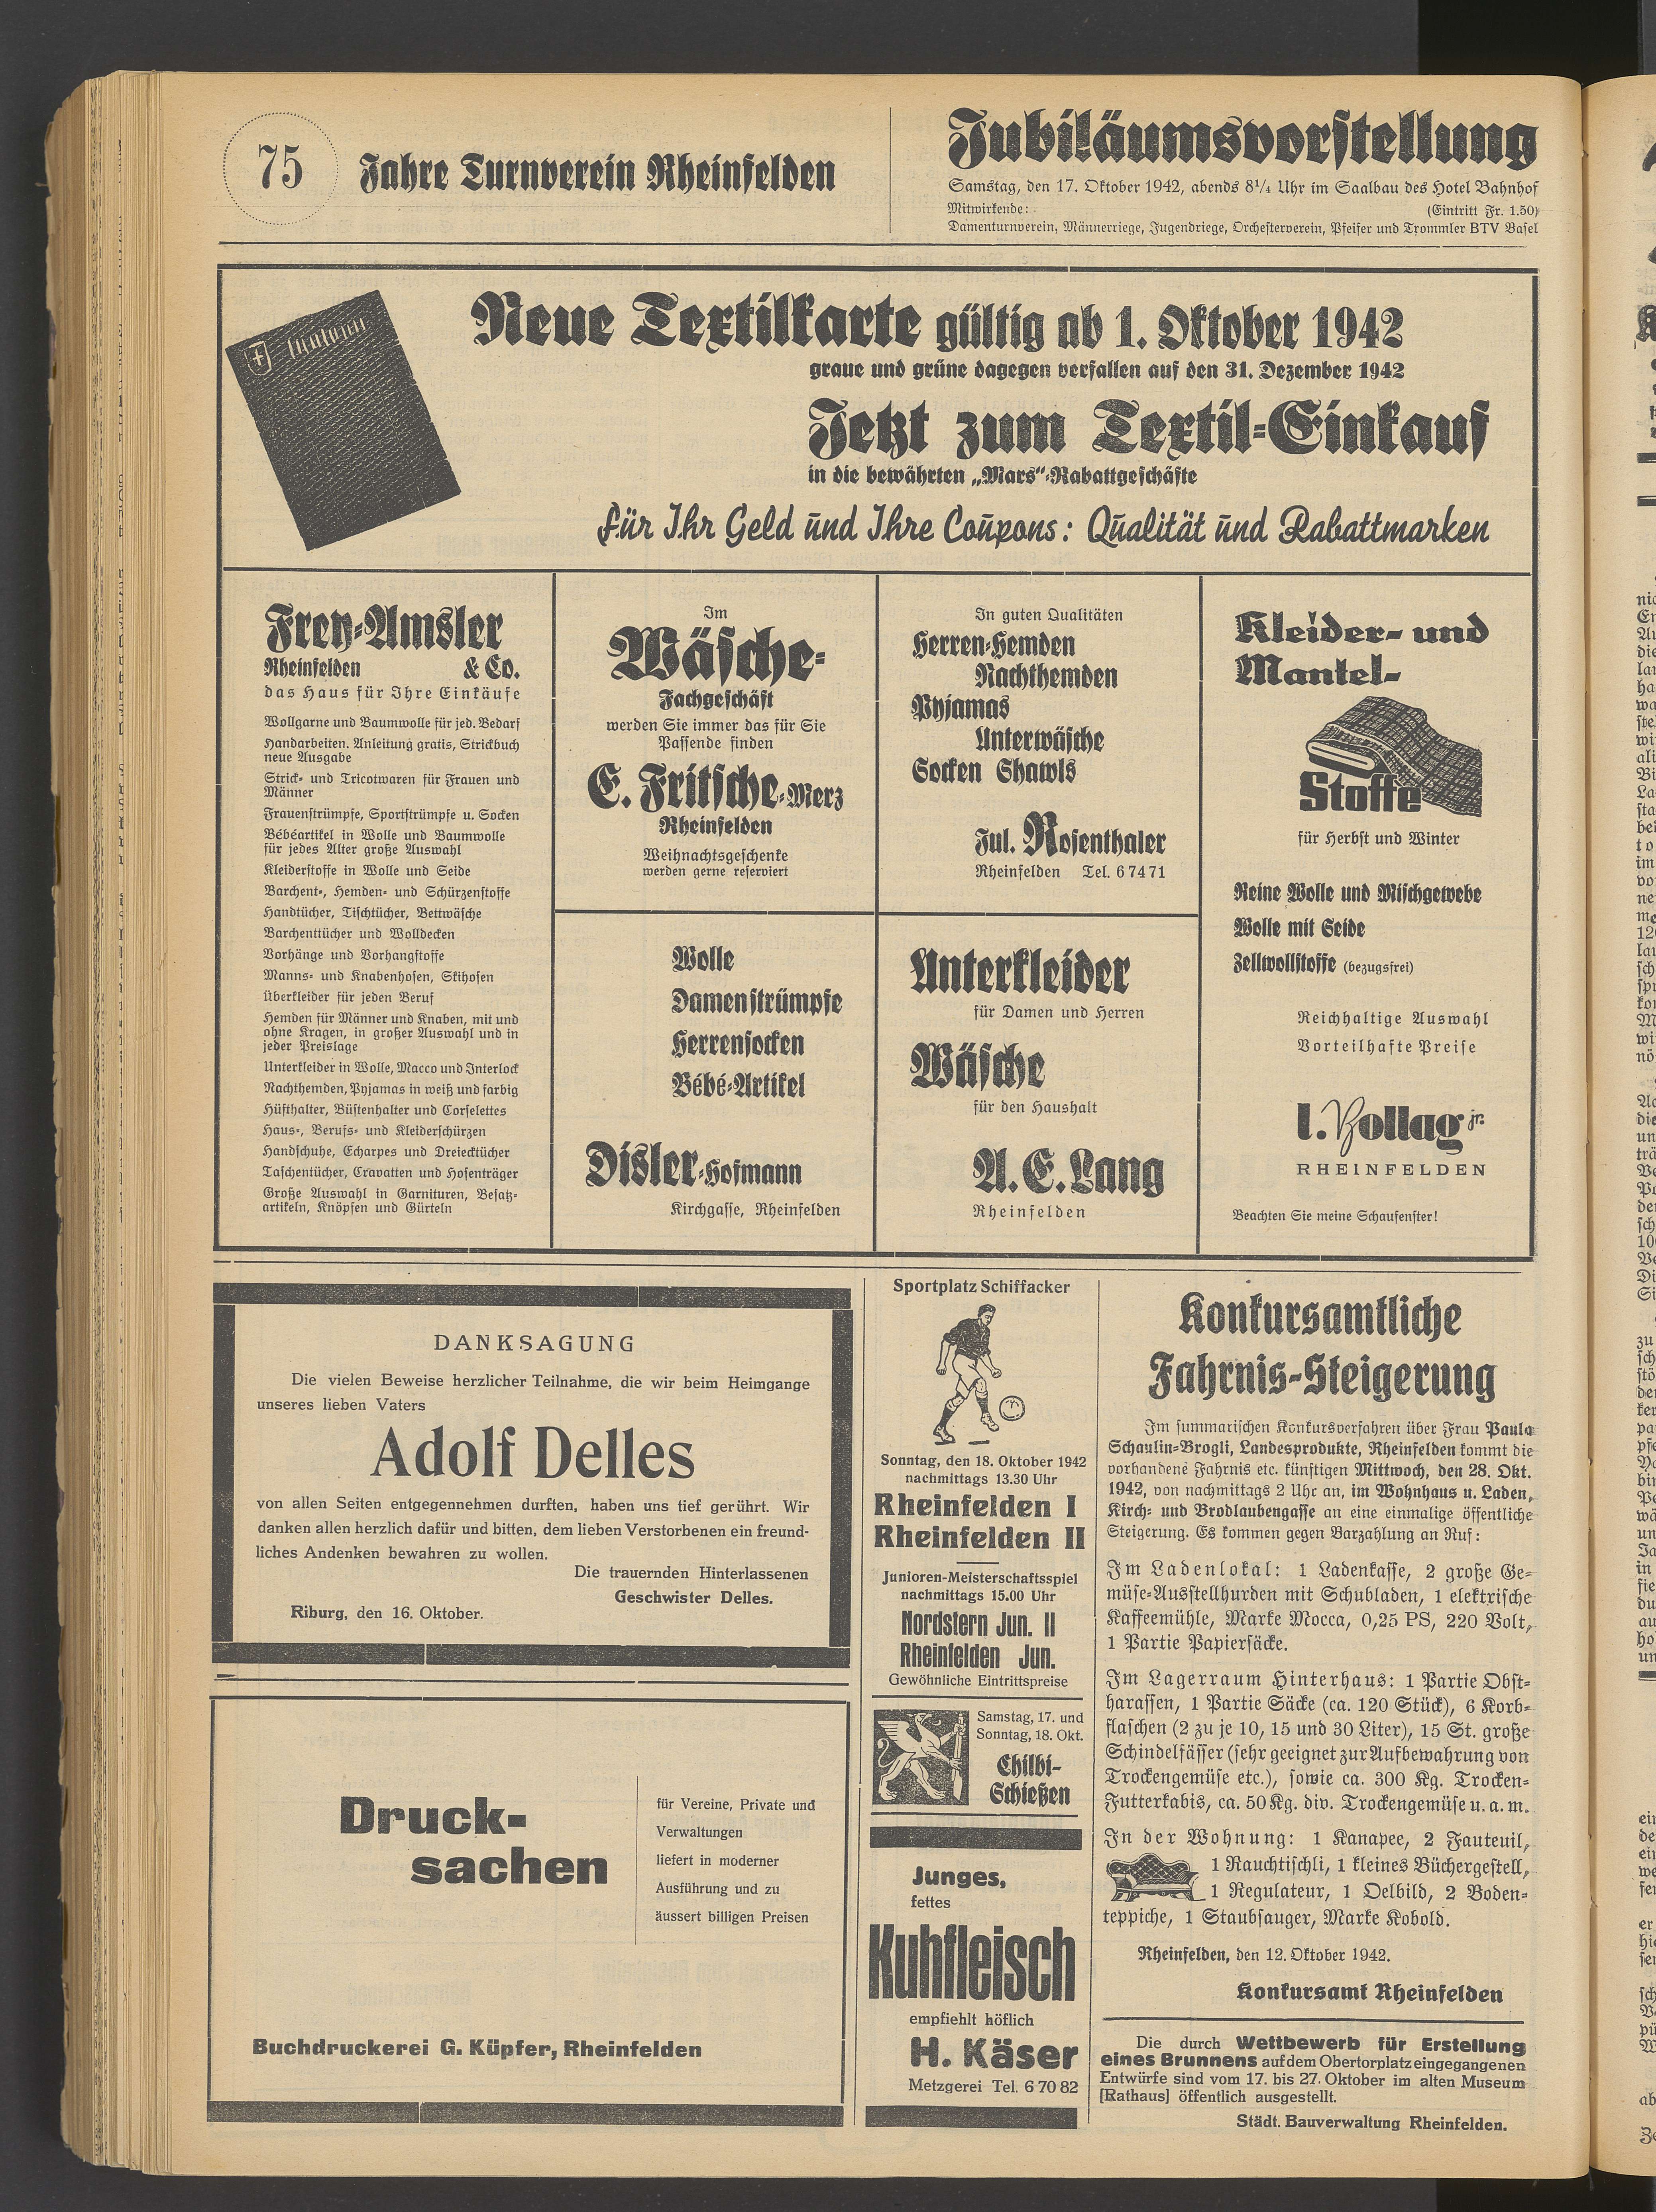 75
Jahre Turnverein Rheinfelden
Jubiläumsvorstellung
Samstag, den 17. Oktober 1942, abends 8¼ Uhr im Saalbau des Hotel Bahnhof
Mitwirkende: (Eintritt Fr. 1.50)
Damenturnverein, Männerriege, Jugendriege, Orchesterverein, Pfeifer und Trommler BTV Basel
Neue Textilkarte gültig ab 1. Oktober 1942
graue und grüne dagegen verfallen auf den 31. Dezember 1942
Jetzt zum Textil-Einkauf
in die bewährten „Mars"-Rabattgeschäfte
für Ihr Geld und Ihre Coupons: Qualität und Rabattmarken
Frey-Amsler
Rheinfelden & Co.
das Haus für Ihre Einkäufe
Wollgarne und Baumwolle für jed. Bedarf
Handarbeiten. Anleitung gratis, Strickbuch
neue Ausgabe
Strick- und Tricotwaren für Frauen und
Männer
Frauenstrümpfe, Sportstrümpfe u. Socken
Bébéartikel in Wolle und Baumwolle
für jedes Alter große Auswahl
Kleiderstoffe in Wolle und Seide
Barchent-, Hemden- und Schürzenstoffe
Handtücher, Tischtücher, Bettwäsche
Barchenttücher und Wolldecken
Vorhänge und Vorhangstoffe
Manns- und Knabenhosen, Skihosen
Überkleider für jeden Beruf
Hemden für Männer und Knaben, mit und
ohne Kragen, in großer Auswahl und in
jeder Preislage
Unterkleider in Wolle, Macco und Interlock
Nachthemden, Pyjamas in weiß und farbig
Hüfthalter, Büstenhalter und Corselettes
Haus-, Berufs- und Kleiderschürzen
Handschuhe, Echarpes und Dreiecktücher
Taschentücher, Cravatten und Hosenträger
Große Auswahl in Garnituren, Besatz-
artikeln, Knöpfen und Gürteln
Im
Wäsche-
Fachgeschäft
werden Sie immer das für Sie
Passende finden
E. Fritsche-Merz
Rheinfelden
Weihnachtsgeschenke
werden gerne reserviert
Wolle
Damenstrümpfe
Herrensocken
Bébé-Artikel
Disler-Hofmann
Kirchgasse, Rheinfelden
In guten Qualitäten
Herren-Hemden
Nachthemden
Pyjamas
Unterwäsche
Socken Shawls
Jul. Rosenthaler
Rheinfelden Tel. 6 74 71
Unterkleider
für Damen und Herren
Wäsche
für den Haushalt
A. E. Lang
Rheinfelden
Kleider- und
Mantel-
Stoffe
für Herbst und Winter
Reine Wolle und Mischgewebe
Wolle mit Seide
Zellwollstoffe (bezugsfrei)
Reichhaltige Auswahl
Vorteilhafte Preise
l. Bollag jr.
RHEINFELDEN
Beachten Sie meine Schaufenster!
DANKSAGUNG
Die vielen Beweise herzlicher Teilnahme, die wir beim Heimgange
unseres lieben Vaters
Adolf Delles
von allen Seiten entgegennehmen durften, haben uns tief gerührt. Wir
danken allen herzlich dafür und bitten, dem lieben Verstorbenen ein freund-
liches Andenken bewahren zu wollen.
Die trauernden Hinterlassenen
Geschwister Delles.
Riburg, den 16. Oktober.
Druck-
sachen
für Vereine, Private und
Verwaltungen
liefert in moderner
Ausführung und zu
äussert billigen Preisen
Buchdruckerei G. Küpfer, Rheinfelden
Sportplatz Schiffacker
Sonntag, den 18. Oktober 1942
nachmittags 13.30 Uhr
Rheinfelden I
Rheinfelden II
Junioren-Meisterschaftsspiel
nachmittags 15.00 Uhr
Nordstern Jun. II
Rheinfelden Jun.
Gewöhnliche Eintrittspreise
Samstag, 17. und
Sonntag, 18. Okt.
Chilbi-
Schießen
Junges,
fettes
Kuhfleisch
empfiehlt höflich
H. Käser
Metzgerei Tel. 6 70 82
Konkursamtliche
Fahrnis-Steigerung
Im summarischen Konkursverfahren über Frau Paula
Schaulin-Brogli, Landesprodukte, Rheinfelden kommt die
vorhandene Fahrnis etc. künftigen Mittwoch, den 28. Okt.
1942, von nachmittags 2 Uhr an, im Wohnhaus u. Laden,
Kirch- und Brodlaubengasse an eine einmalige öffentliche
Steigerung. Es kommen gegen Barzahlung an Ruf:
Im Ladenlokal: 1 Ladenkasse, 2 große Ge-
müse-Ausstellhurden mit Schubladen, 1 elektrische
Kaffeemühle, Marke Mocca, 0,25 PS, 220 Volt,
1 Partie Papiersäcke.
Im Lagerraum Hinterhaus: 1 Partie Obst-
harassen, 1 Partie Säcke (ca. 120 Stück), 6 Korb-
flaschen (2 zu je 10, 15 und 30 Liter), 15 St. große
Schindelfässer (sehr geeignet zur Aufbewahrung von
Trockengemüse etc.), sowie ca. 300 Kg. Trocken-
Futterkabis, ca. 50 Kg. div. Trockengemüse u. a. m.
In der Wohnung: 1 Kanapee, 2 Fauteuil,
1 Rauchtischli, 1 kleines Büchergestell,
1 Regulateur, 1 Oelbild, 2 Boden-
teppiche, 1 Staubsauger, Marke Kobold.
Rheinfelden, den 12. Oktober 1942.
Konkursamt Rheinfelden
Die durch Wettbewerb für Erstellung
eines Brunnens auf dem Obertorplatz eingegangenen
Entwürfe sind vom 17. bis 27. Oktober im alten Museum
[Rathaus] öffentlich ausgestellt.
Städt. Bauverwaltung Rheinfelden.